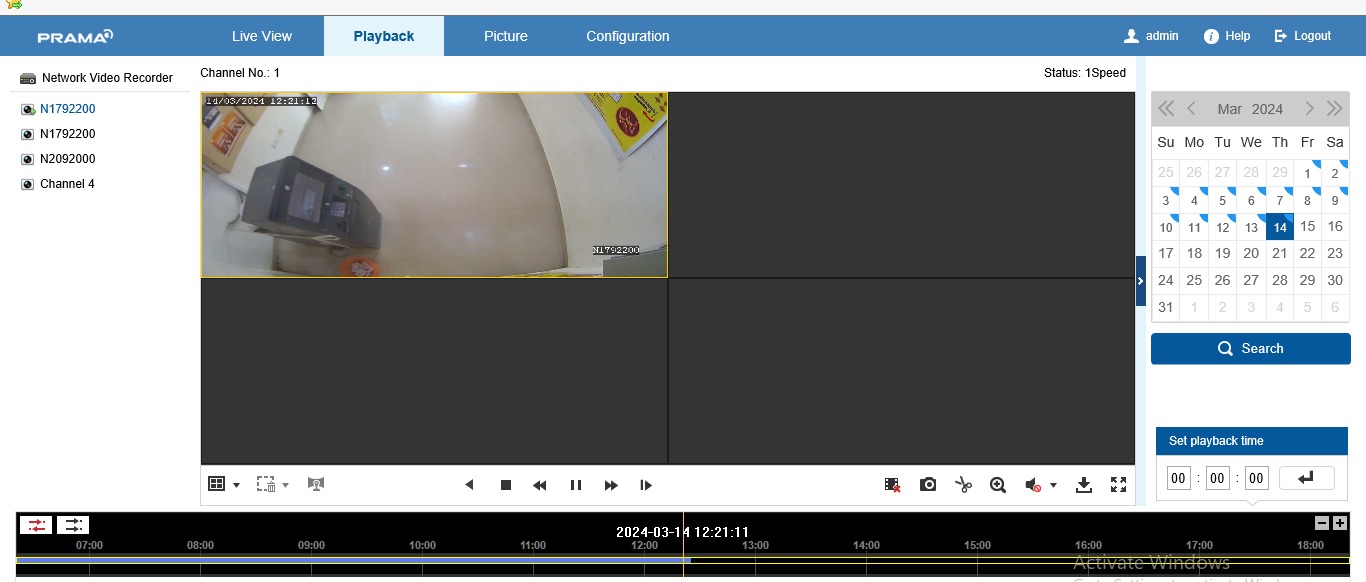 PRAMA
Live View
Playback
Picture
Configuration
admin
Help
Logout
Network Video Recorder
N1792200
N1792200
N2092000
Channel 4
Channel No.: 1
Status: 1Speed
14/03/2024 12:21:12
N1792200
Mar 2024
Su Mo Tu We Th Fr Sa
25 26 27 28 29 1 2
3 4 5 6 7 8 9
10 11 12 13 14 15 16
17 18 19 20 21 22 23
24 25 26 27 28 29 30
31 1 2 3 4 5 6
Search
Set playback time
00 : 00 : 00
2024-03-14 12:21:11
07:00 08:00 09:00 10:00 11:00 12:00 13:00 14:00 15:00 16:00 17:00 18:00
Activate Windows